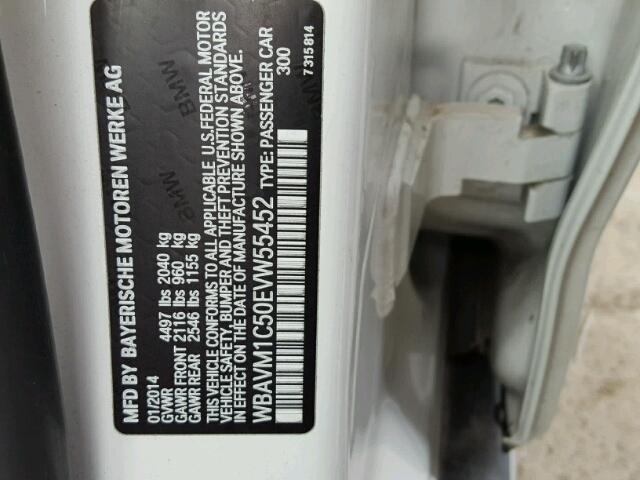 MFD BY BAYERISCHE MOTOREN WERKE AG
01/2014
GVWR 4497 lbs 2040 kg
GAWR FRONT 2116 lbs 960 kg
GAWR REAR 2546 lbs 1155 kg
THIS VEHICLE CONFORMS TO ALL APPLICABLE U.S.FEDERAL MOTOR
VEHICLE SAFETY, BUMPER AND THEFT PREVENTION STANDARDS
IN EFFECT ON THE DATE OF MANUFACTURE SHOWN ABOVE.
WBAVM1C50EVW55452 TYPE: PASSENGER CAR
300
7 315 814
BMW
BMW
BMW